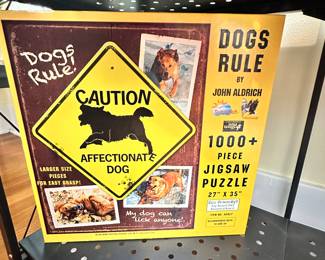 Dogs
Rule!
CAUTION
AFFECTIONATE
DOG
LARGER SIZE
PIECES
FOR EASY GRASP!
My dog can
lick anyone!
DOGS
RULE
BY
JOHN ALDRICH
1000+
PIECE
JIGSAW
PUZZLE
27" X 35"